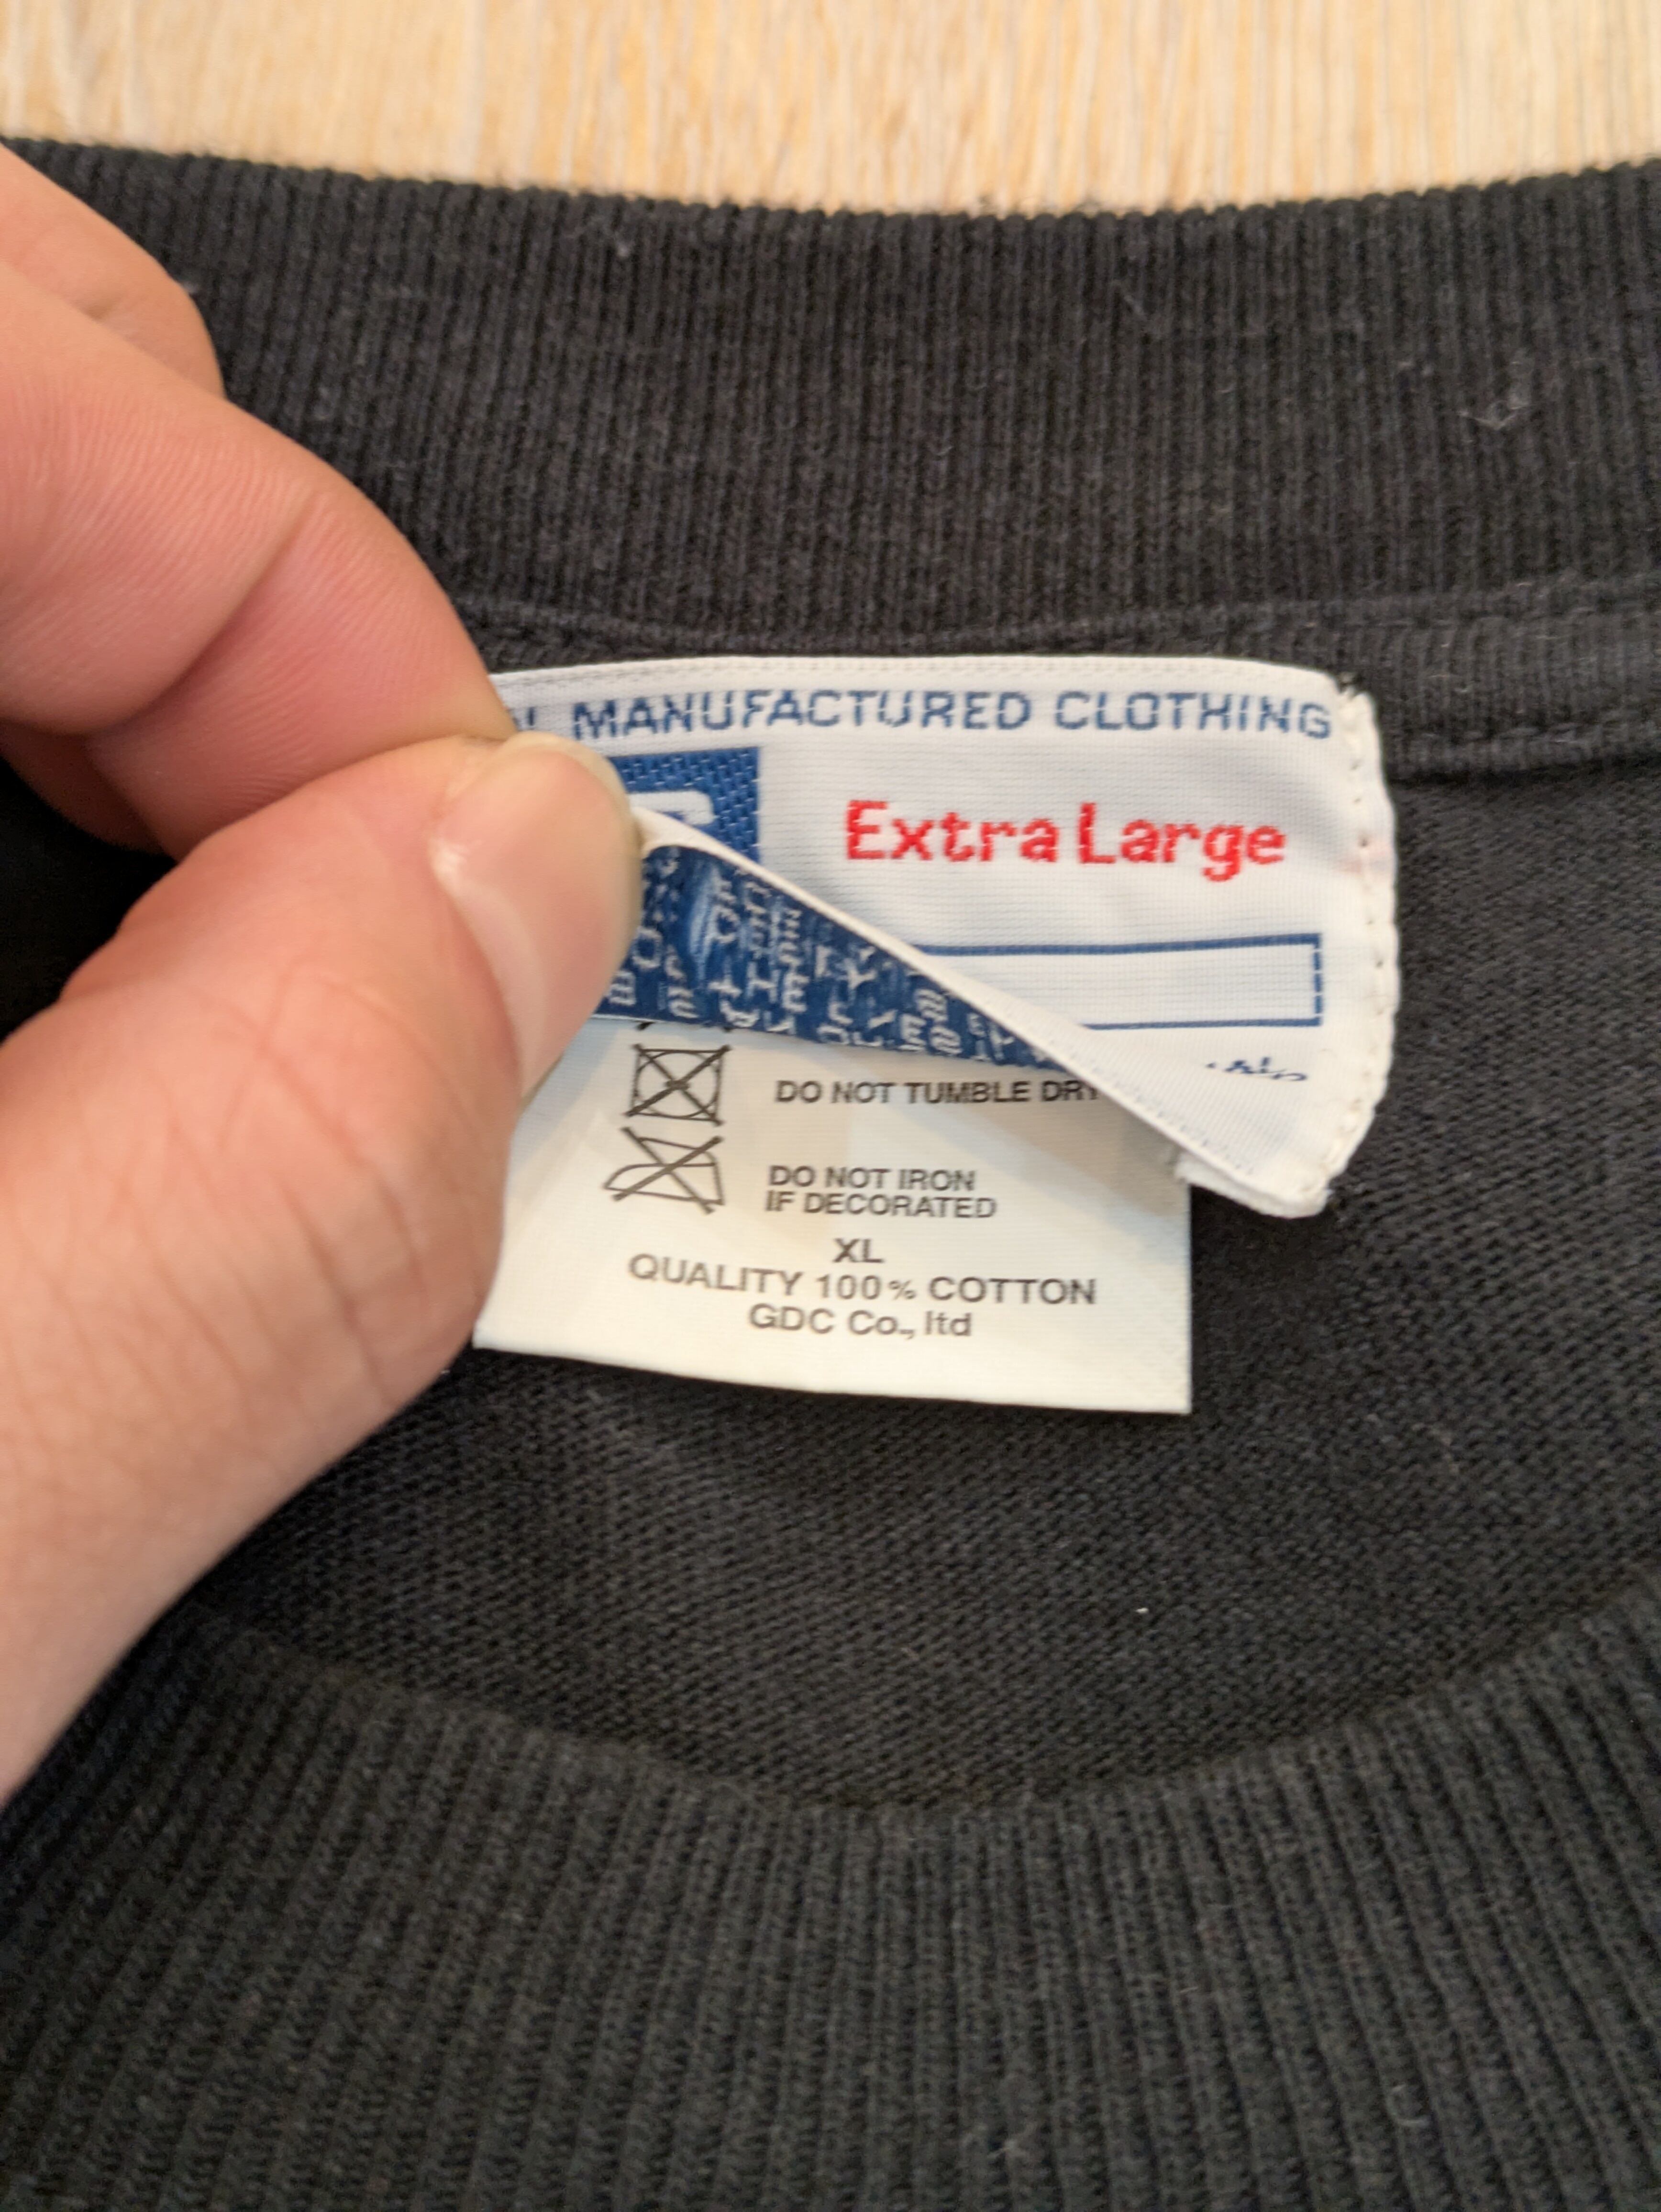 MANUFACTURED CLOTHING
Extra Large
DO NOT TUMBLE DRY
DO NOT IRON
IF DECORATED
XL
QUALITY 100% COTTON
GDC Co., ltd